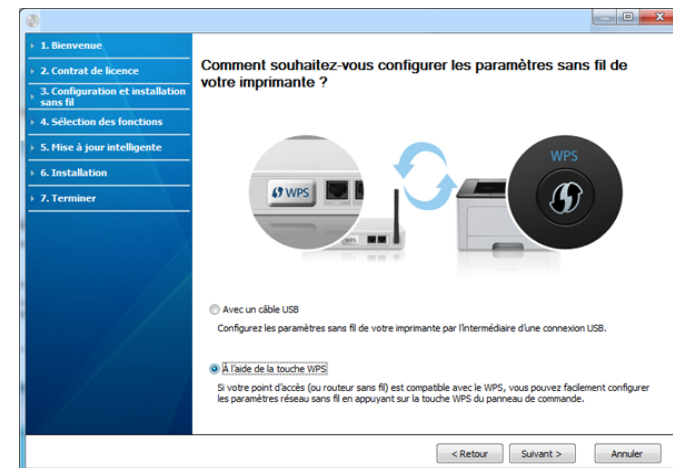 1. Bienvenue
2. Contrat de licence
3. Configuration et installation
sans fil
4. Sélection des fonctions
5. Mise à jour intelligente
6. Installation
7. Terminer
Comment souhaitez-vous configurer les paramètres sans fil de
votre imprimante ?
WPS
WPS
WPS
Avec un câble USB
Configurez les paramètres sans fil de votre imprimante par l'intermédiaire d'une connexion USB.
À l'aide de la touche WPS
Si votre point d'accès (ou routeur sans fil) est compatible avec le WPS, vous pouvez facilement configurer
les paramètres réseau sans fil en appuyant sur la touche WPS du panneau de commande.
< Retour
Suivant >
Annuler